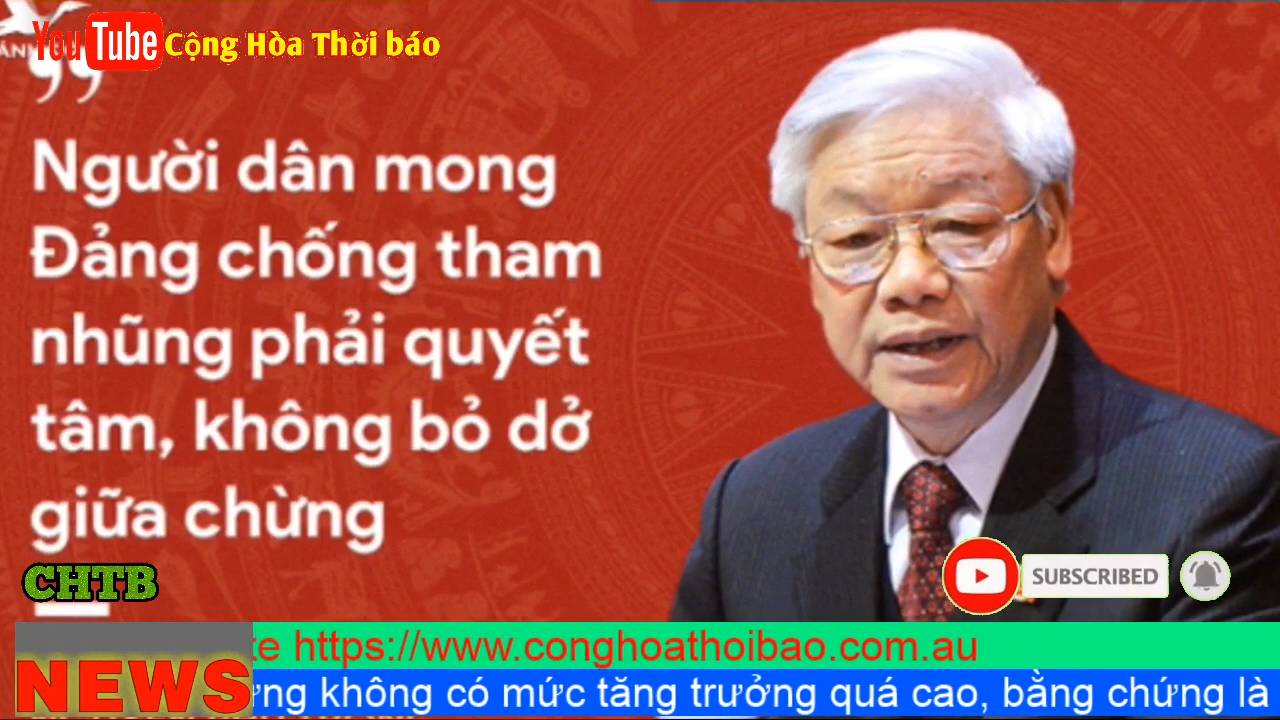 YouTube Cộng Hòa Thời báo
Người dân mong
Đảng chống tham
nhũng phải quyết
tâm, không bỏ dở
giữa chừng
CHTB
SUBSCRIBED
https://www.conghoathoibao.com.au
NEWS
không có mức tăng trưởng quá cao, bằng chứng là